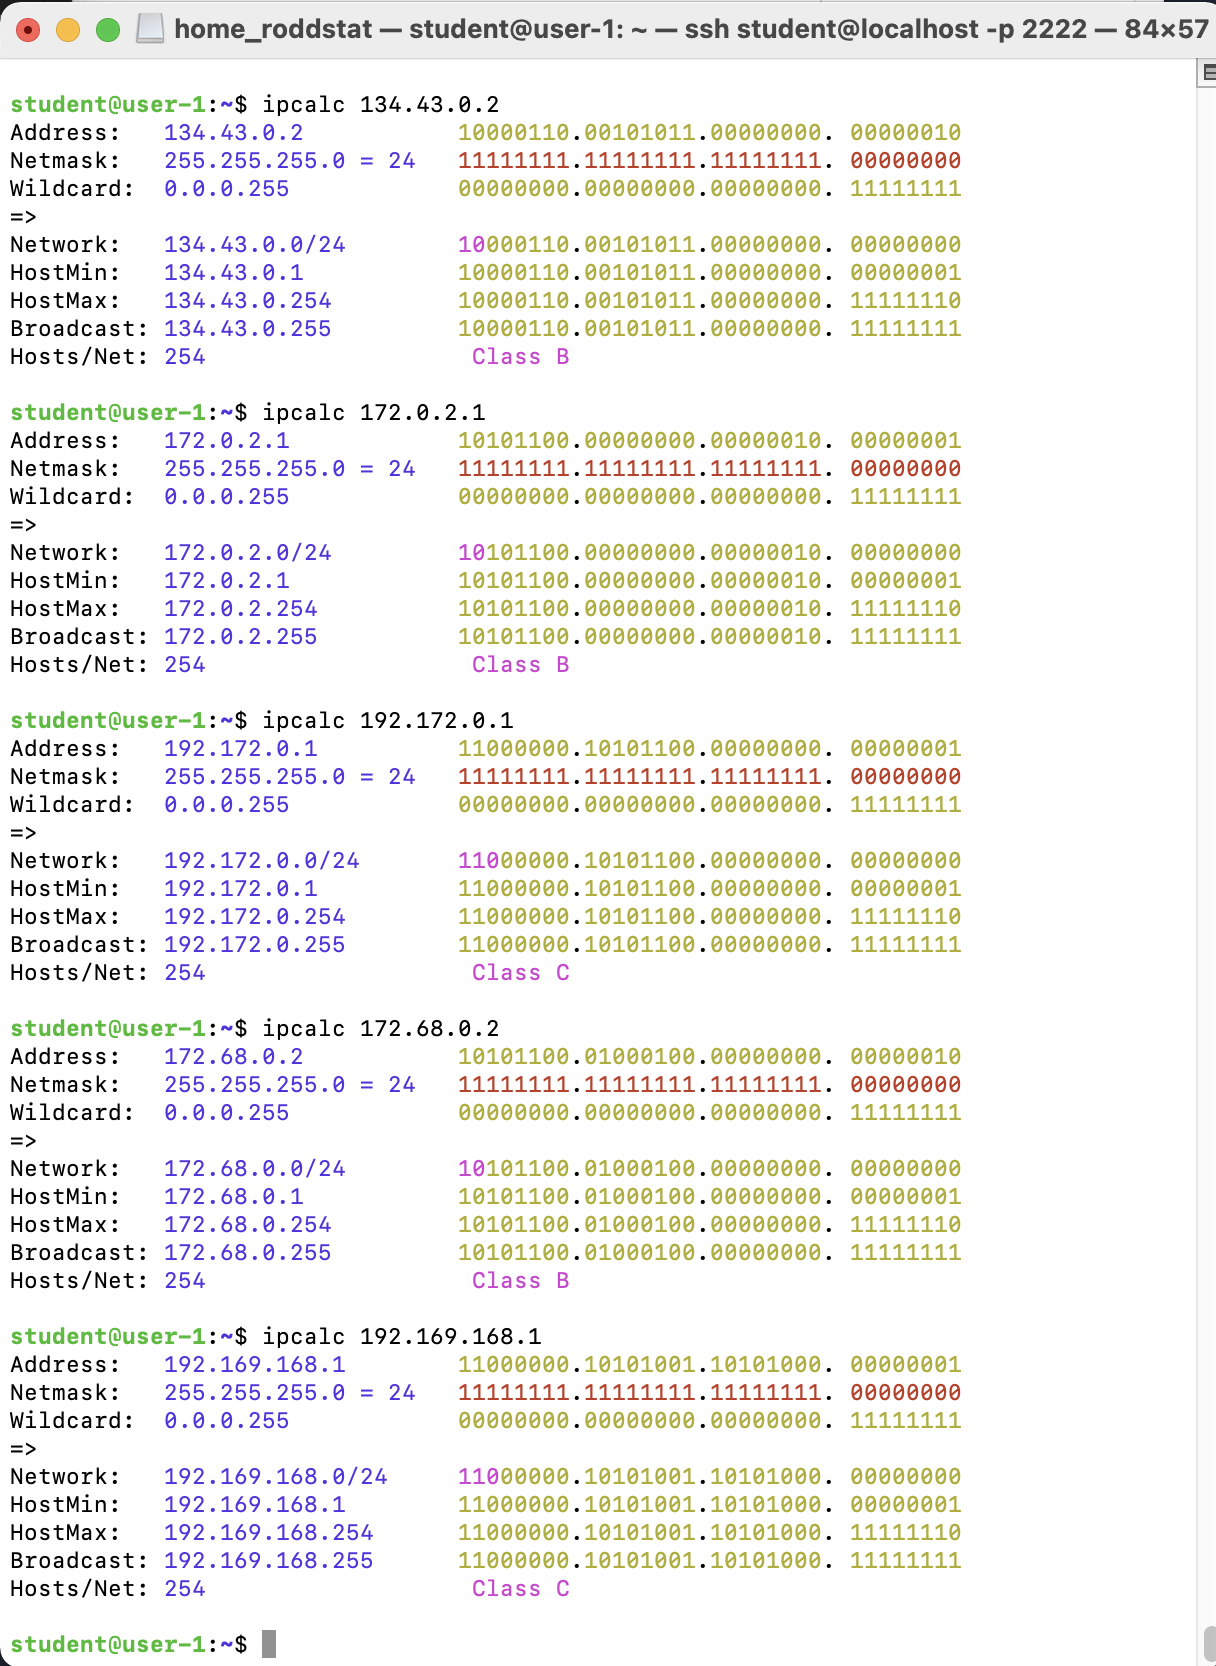 home_roddstat — student@user-1: ~ — ssh student@localhost -p 2222 — 84×57
student@user-1:~$ ipcalc 134.43.0.2
Address:   134.43.0.2           10000110.00101011.00000000. 00000010
Netmask:   255.255.255.0 = 24   11111111.11111111.11111111. 00000000
Wildcard:  0.0.0.255            00000000.00000000.00000000. 11111111
=>
Network:   134.43.0.0/24        10000110.00101011.00000000. 00000000
HostMin:   134.43.0.1           10000110.00101011.00000000. 00000001
HostMax:   134.43.0.254         10000110.00101011.00000000. 11111110
Broadcast: 134.43.0.255         10000110.00101011.00000000. 11111111
Hosts/Net: 254                   Class B
student@user-1:~$ ipcalc 172.0.2.1
Address:   172.0.2.1            10101100.00000000.00000010. 00000001
Netmask:   255.255.255.0 = 24   11111111.11111111.11111111. 00000000
Wildcard:  0.0.0.255            00000000.00000000.00000000. 11111111
=>
Network:   172.0.2.0/24         10101100.00000000.00000010. 00000000
HostMin:   172.0.2.1            10101100.00000000.00000010. 00000001
HostMax:   172.0.2.254          10101100.00000000.00000010. 11111110
Broadcast: 172.0.2.255          10101100.00000000.00000010. 11111111
Hosts/Net: 254                   Class B
student@user-1:~$ ipcalc 192.172.0.1
Address:   192.172.0.1          11000000.10101100.00000000. 00000001
Netmask:   255.255.255.0 = 24   11111111.11111111.11111111. 00000000
Wildcard:  0.0.0.255            00000000.00000000.00000000. 11111111
=>
Network:   192.172.0.0/24       11000000.10101100.00000000. 00000000
HostMin:   192.172.0.1          11000000.10101100.00000000. 00000001
HostMax:   192.172.0.254        11000000.10101100.00000000. 11111110
Broadcast: 192.172.0.255        11000000.10101100.00000000. 11111111
Hosts/Net: 254                   Class C
student@user-1:~$ ipcalc 172.68.0.2
Address:   172.68.0.2           10101100.01000100.00000000. 00000010
Netmask:   255.255.255.0 = 24   11111111.11111111.11111111. 00000000
Wildcard:  0.0.0.255            00000000.00000000.00000000. 11111111
=>
Network:   172.68.0.0/24        10101100.01000100.00000000. 00000000
HostMin:   172.68.0.1           10101100.01000100.00000000. 00000001
HostMax:   172.68.0.254         10101100.01000100.00000000. 11111110
Broadcast: 172.68.0.255         10101100.01000100.00000000. 11111111
Hosts/Net: 254                   Class B
student@user-1:~$ ipcalc 192.169.168.1
Address:   192.169.168.1        11000000.10101001.10101000. 00000001
Netmask:   255.255.255.0 = 24   11111111.11111111.11111111. 00000000
Wildcard:  0.0.0.255            00000000.00000000.00000000. 11111111
=>
Network:   192.169.168.0/24     11000000.10101001.10101000. 00000000
HostMin:   192.169.168.1        11000000.10101001.10101000. 00000001
HostMax:   192.169.168.254      11000000.10101001.10101000. 11111110
Broadcast: 192.169.168.255      11000000.10101001.10101000. 11111111
Hosts/Net: 254                   Class C
student@user-1:~$